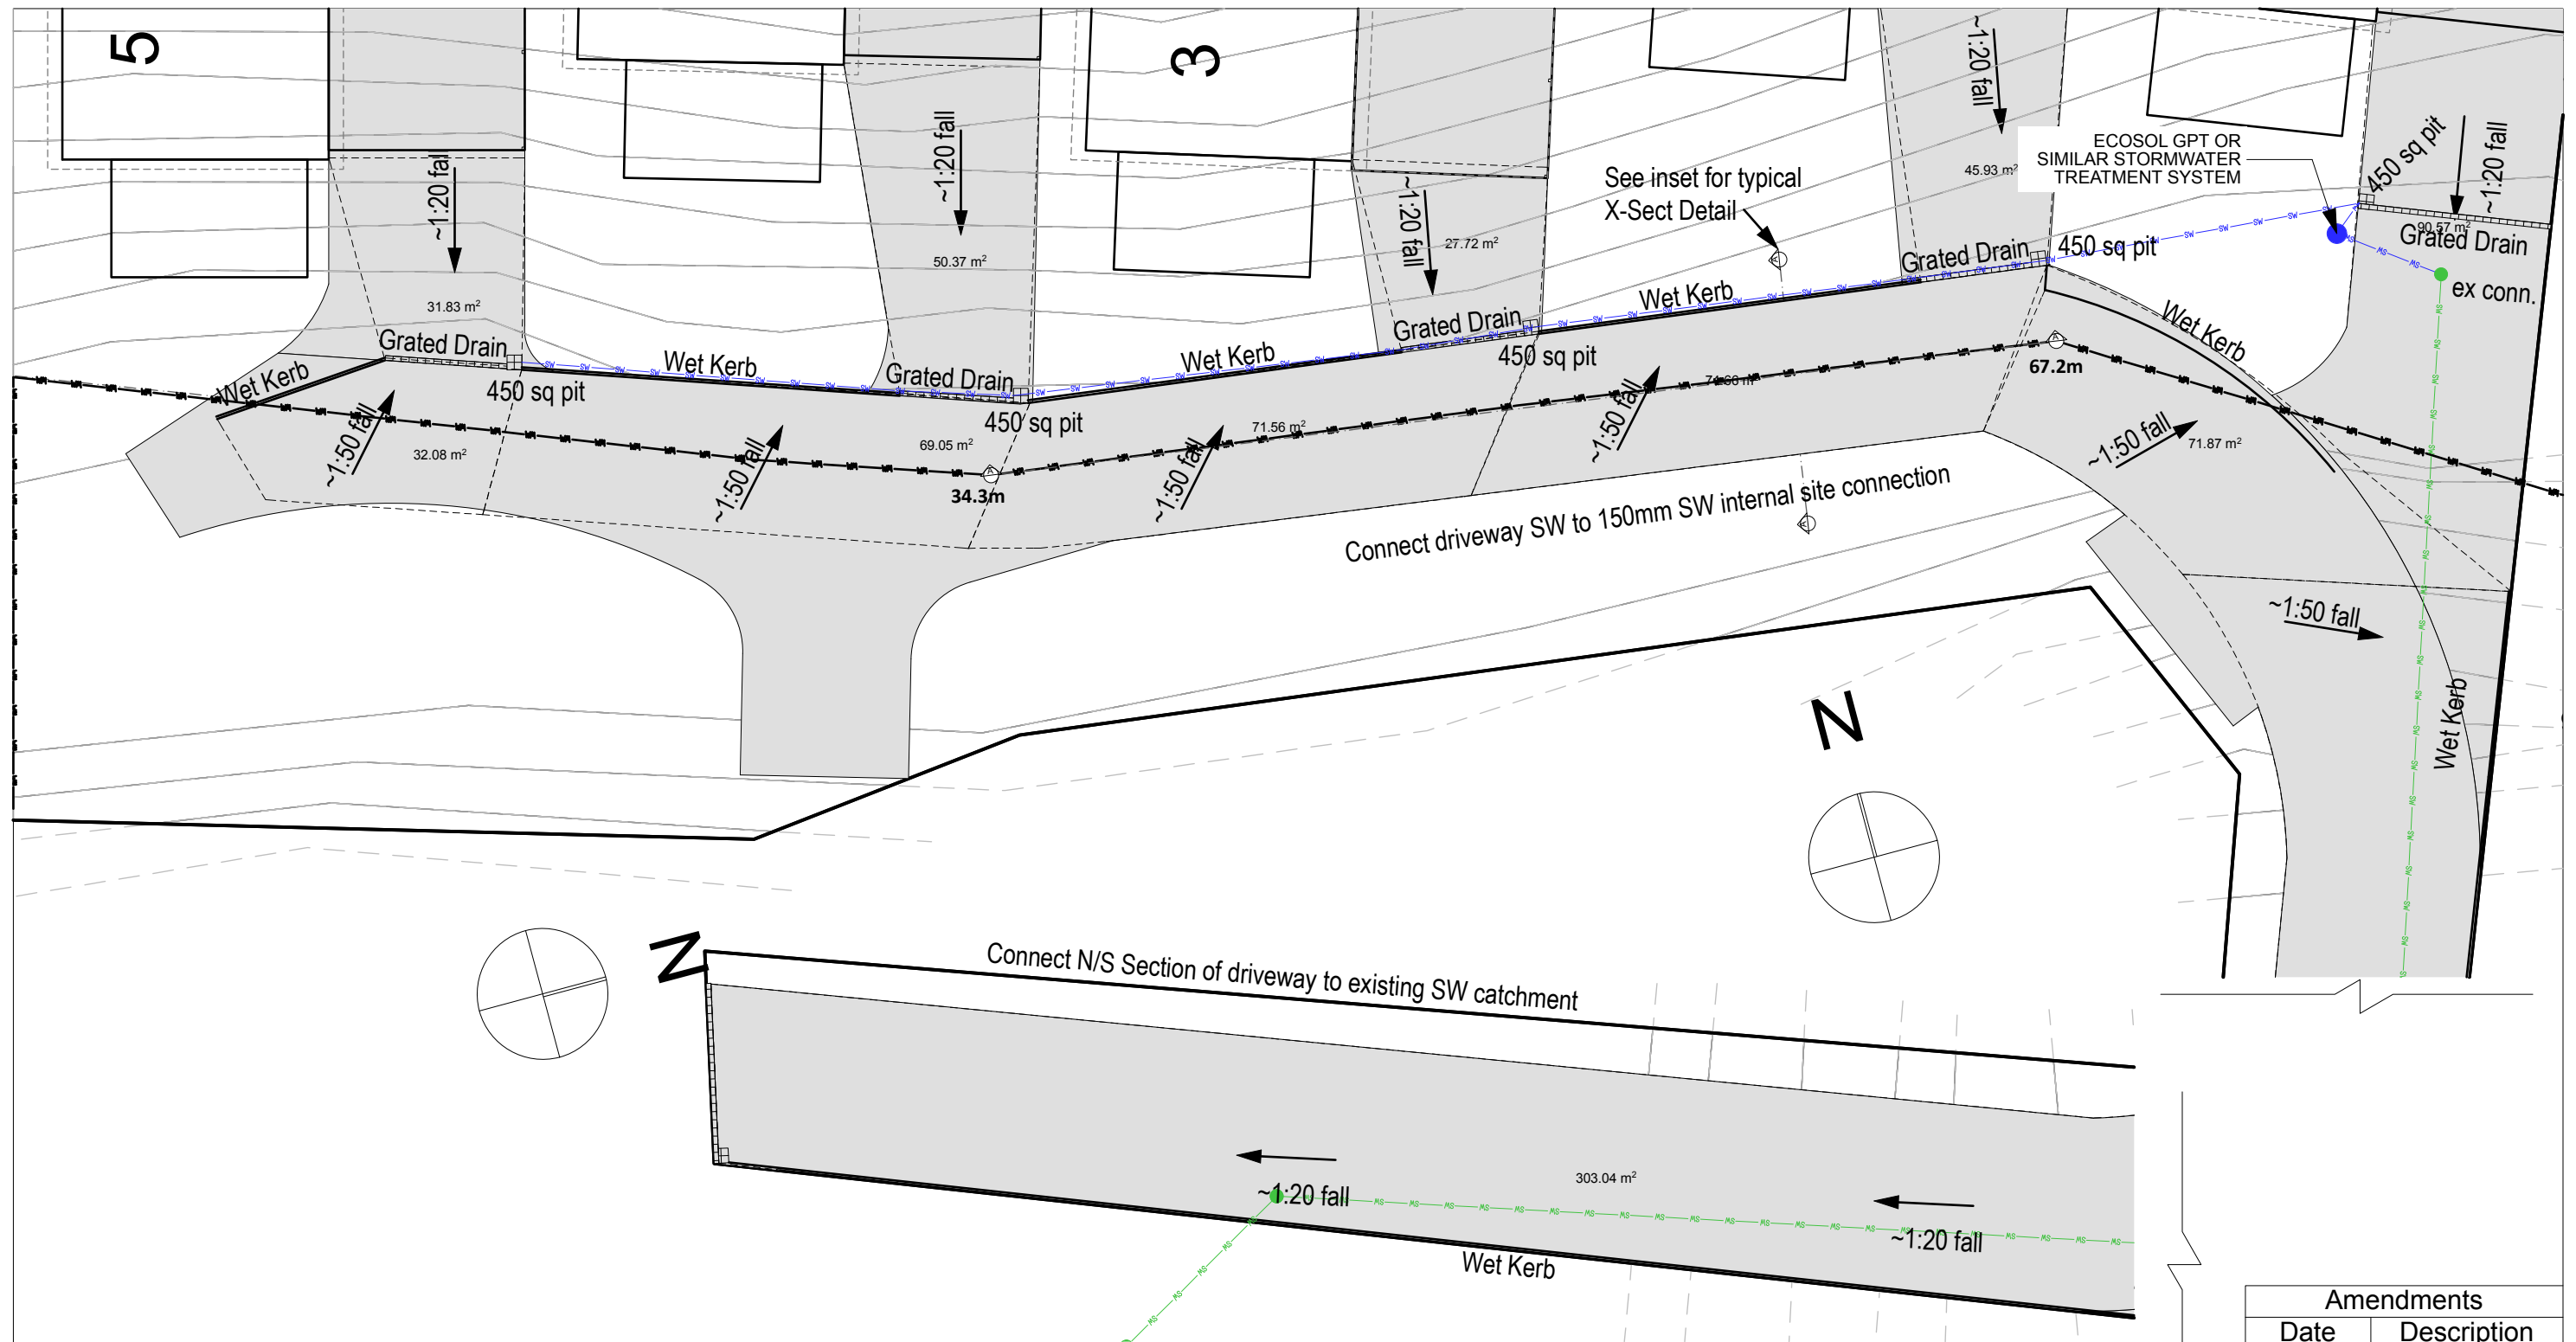 5
3
~1:20 fall
~1:20 fall
~1:20 fall
~1:20 fall
~1:20 fall
ECOSOL GPT OR
SIMILAR STORMWATER
TREATMENT SYSTEM
450 sq pit
See inset for typical
X-Sect Detail
45.93 m²
90.57 m²
27.72 m²
50.37 m²
31.83 m²
Grated Drain
450 sq pit
Grated Drain
ex conn.
Wet Kerb
Wet Kerb
Grated Drain
450 sq pit
Wet Kerb
Grated Drain
450 sq pit
Wet Kerb
Grated Drain
450 sq pit
Wet Kerb
67.2m
34.3m
~1:50 fall
~1:50 fall
~1:50 fall
~1:50 fall
~1:50 fall
~1:50 fall
32.08 m²
69.05 m²
71.56 m²
71.87 m²
Connect driveway SW to 150mm SW internal site connection
Wet Kerb
N
N
Connect N/S Section of driveway to existing SW catchment
303.04 m²
~1:20 fall
~1:20 fall
Wet Kerb
Amendments
Date Description